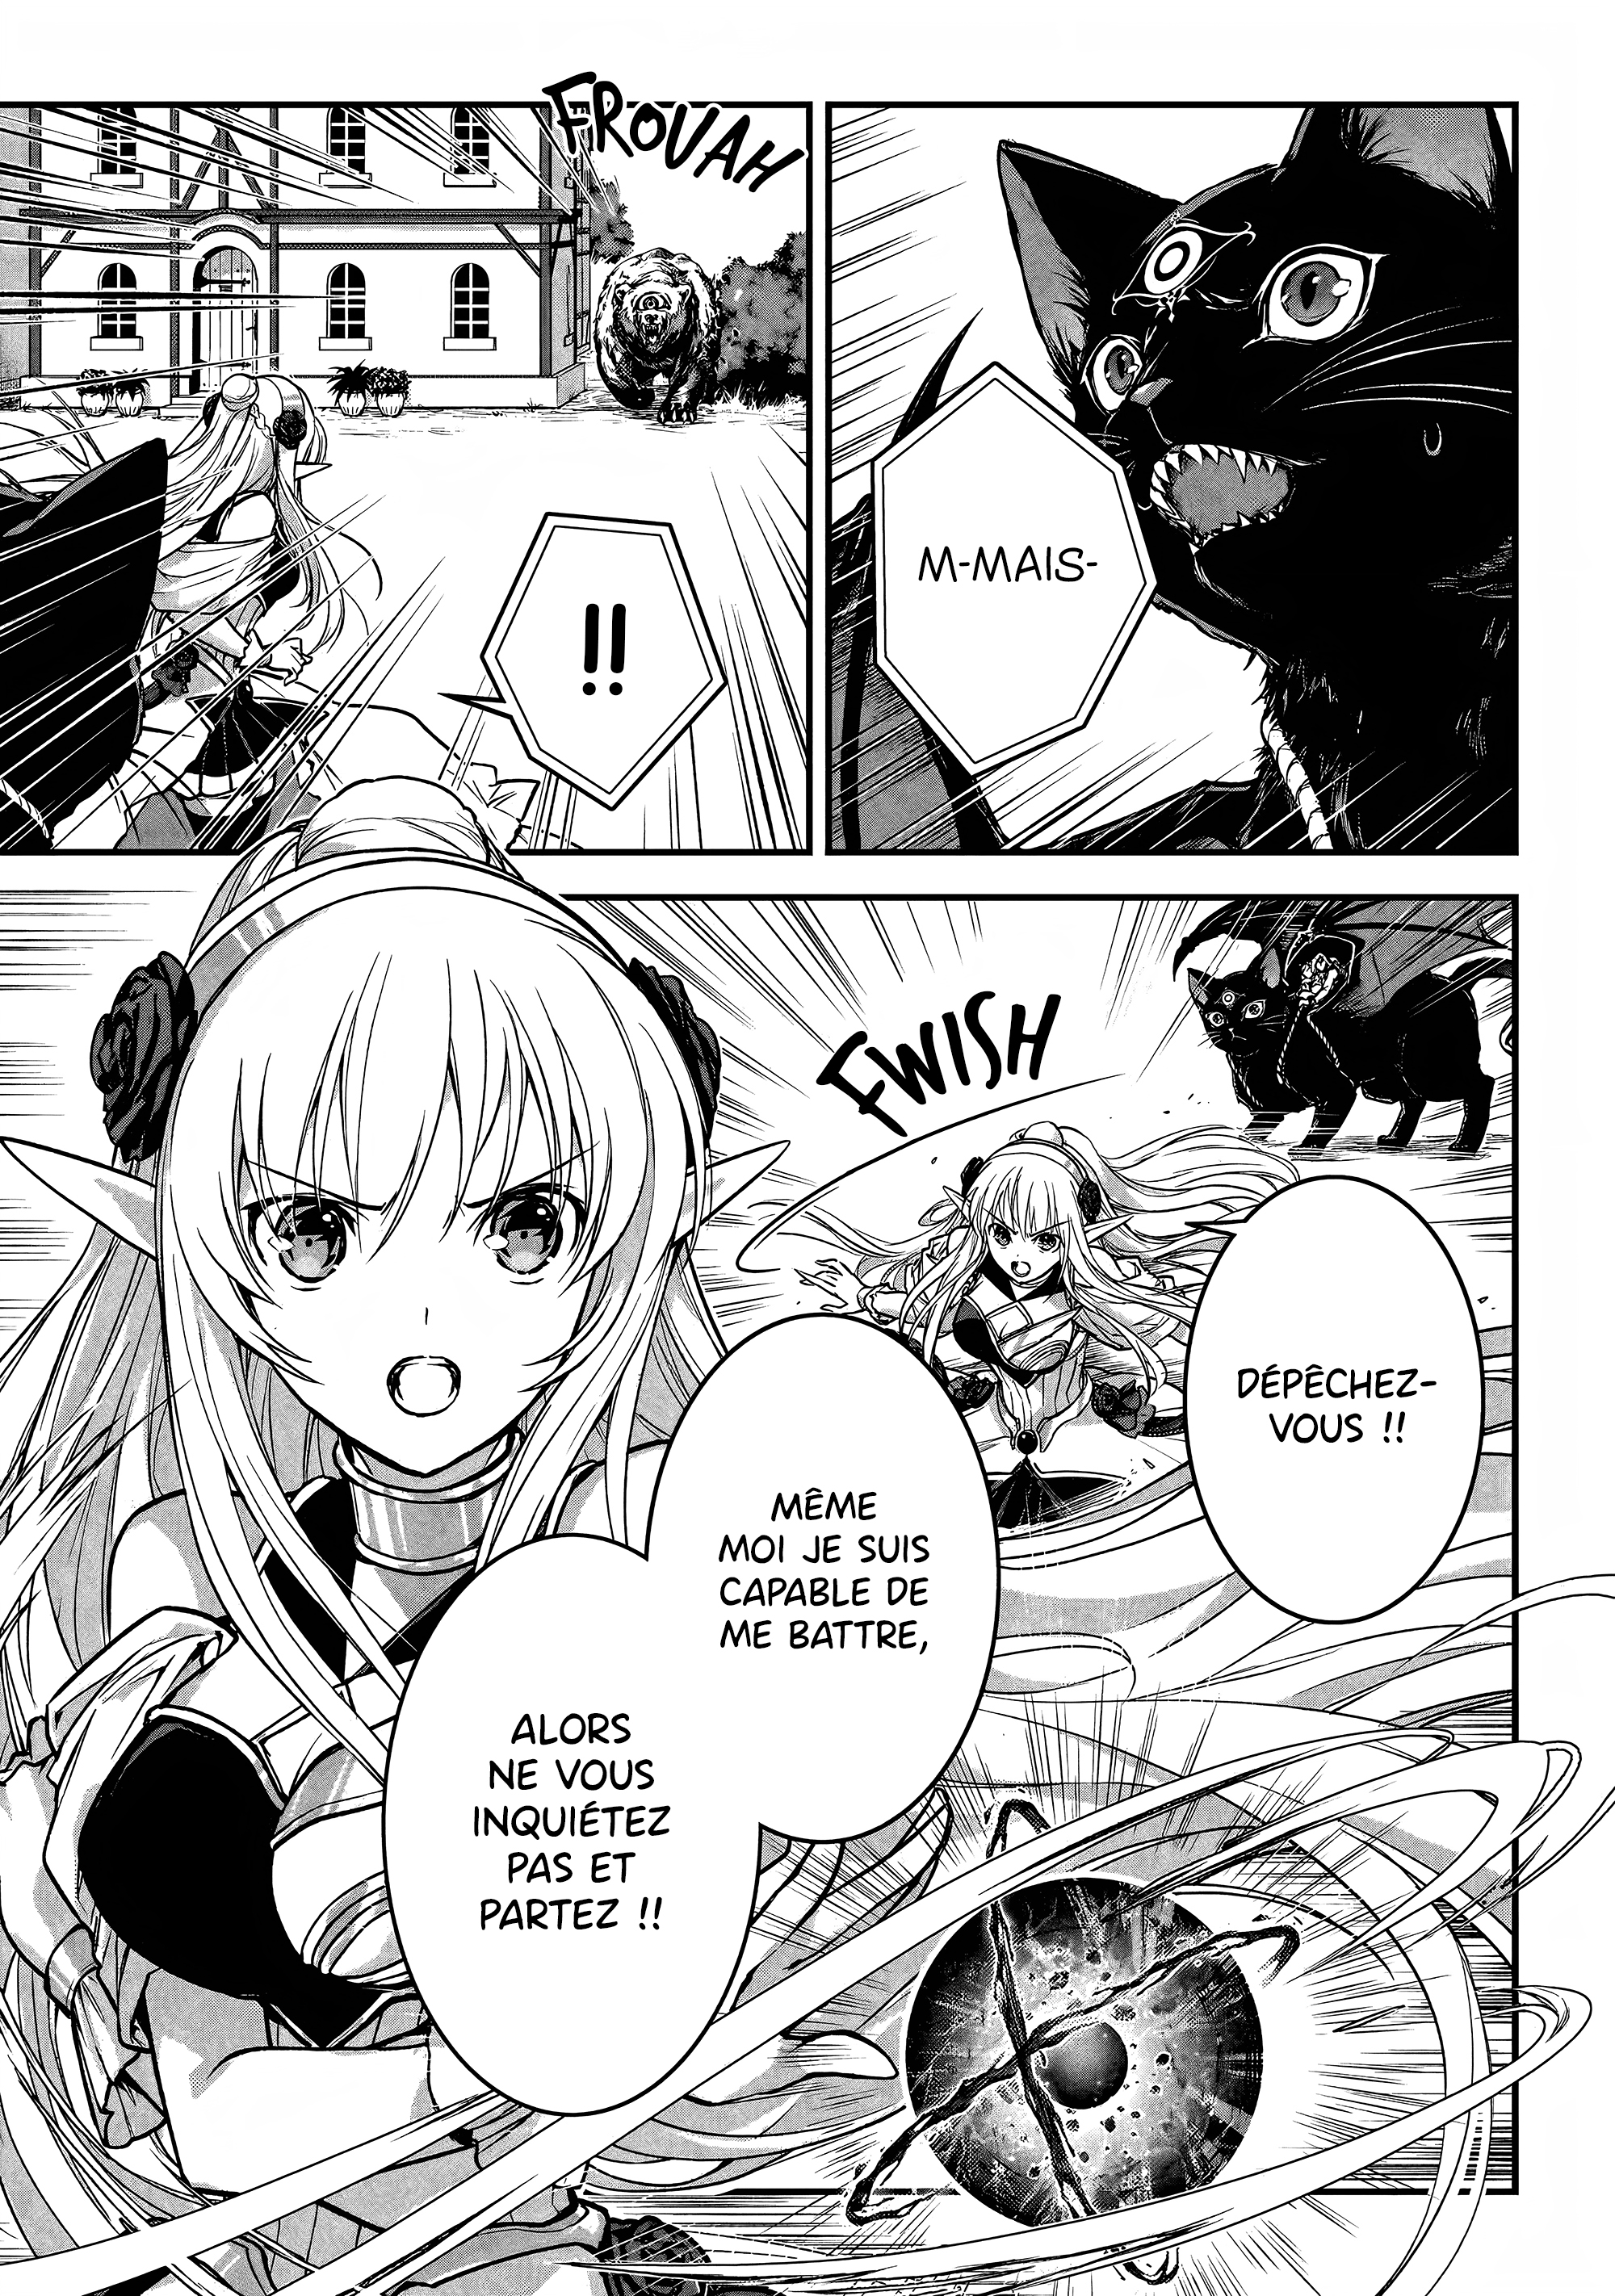 M-MAIS-
FROUAH
!!
FWISH
DÉPÊCHEZ-
VOUS !!
MÊME
MOI JE SUIS
CAPABLE DE
ME BATTRE,
ALORS
NE VOUS
INQUIÉTEZ
PAS ET
PARTEZ !!